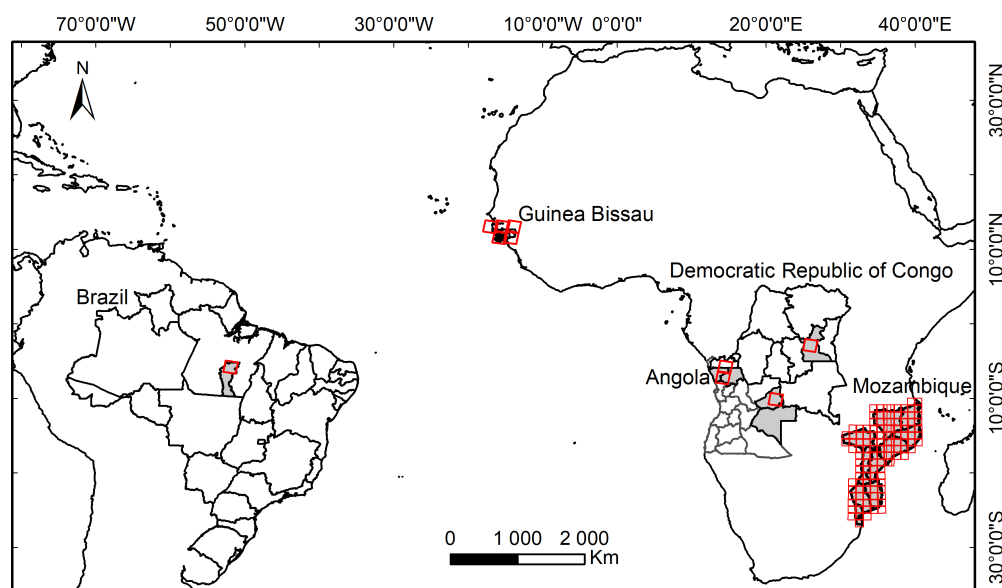 70°0'0"W 50°0'0"W 30°0'0"W 10°0'0"W 0°0'0" 20°0'0"E 40°0'0"E
N
30°0'0"N
Guinea Bissau
10°0'0"N
Democratic Republic of Congo
Brazil
Angola
Mozambique
10°0'0"S
0 1 000 2 000
Km
30°0'0"S